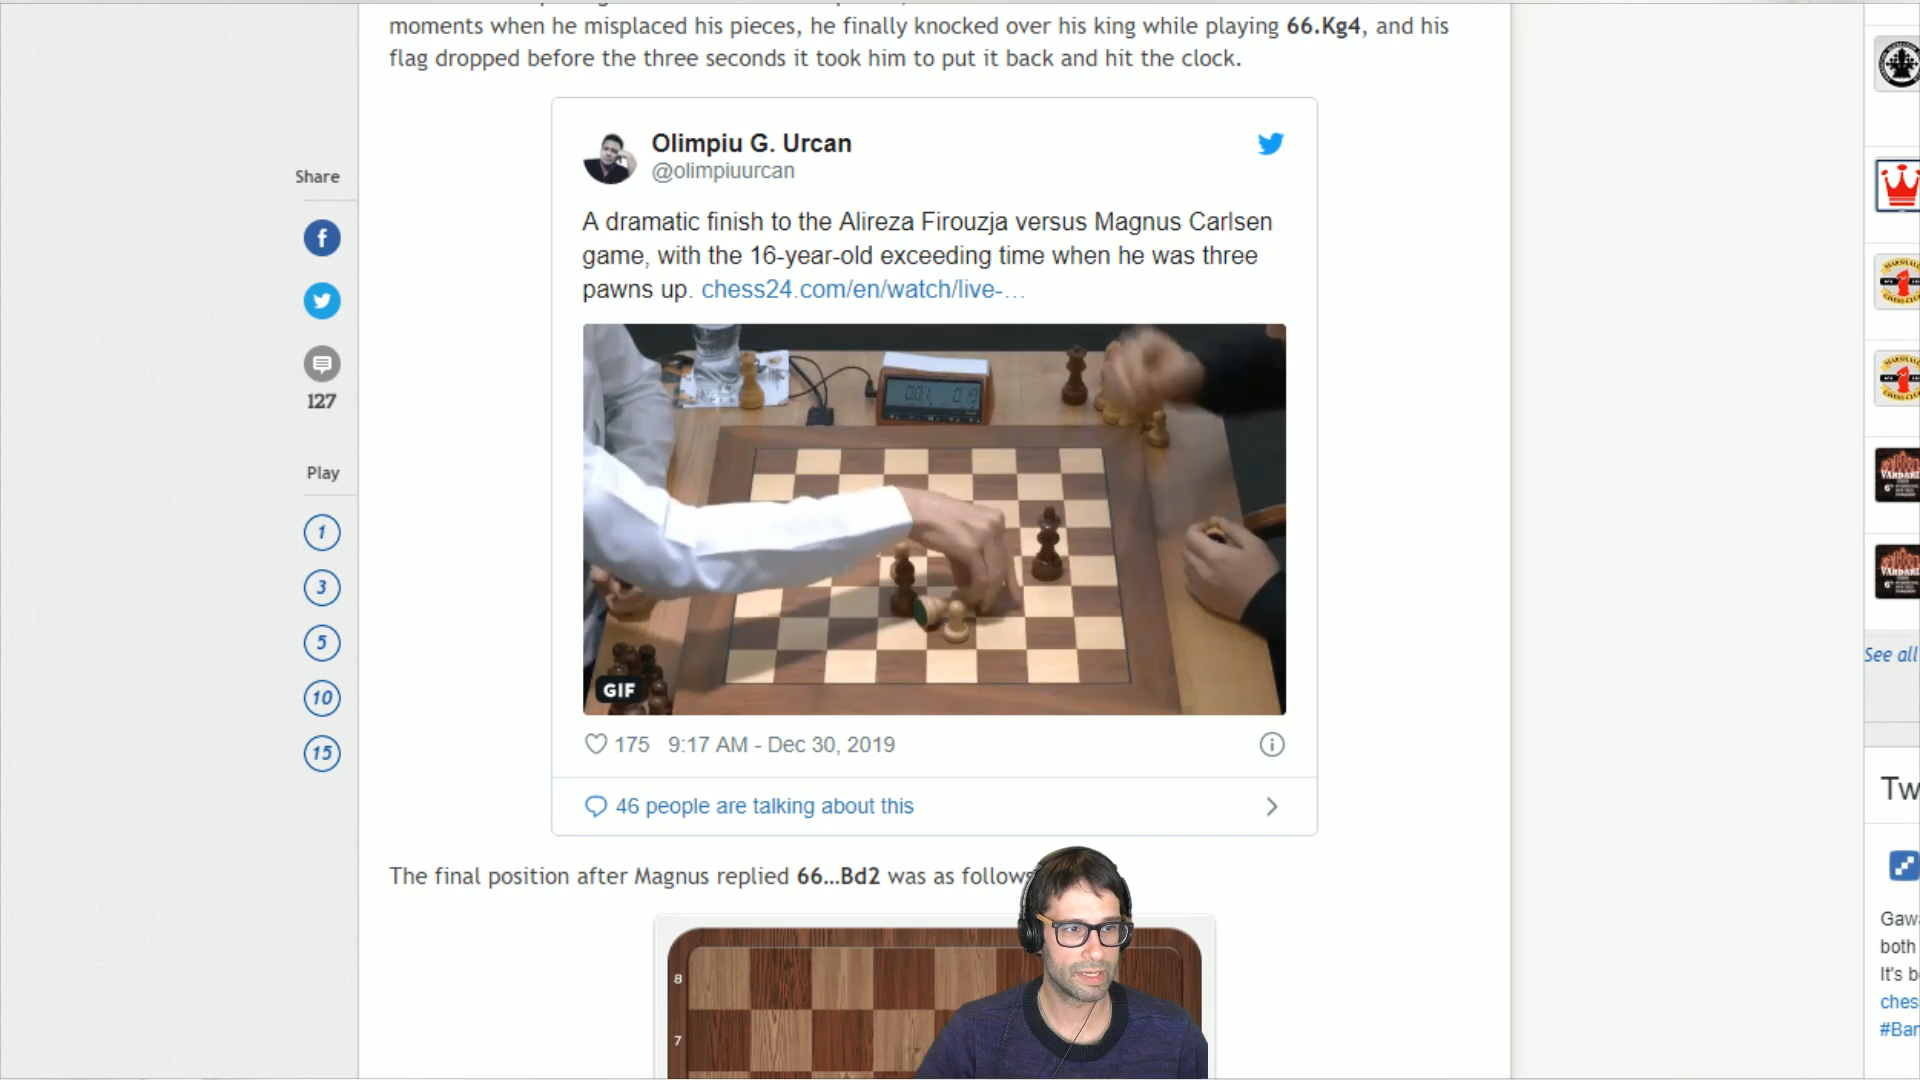 moments when he misplaced his pieces, he finally knocked over his king while playing 66.Kg4, and his
flag dropped before the three seconds it took him to put it back and hit the clock.
Olimpiu G. Urcan
@olimpiuurcan
Share
A dramatic finish to the Alireza Firouzja versus Magnus Carlsen
game, with the 16-year-old exceeding time when he was three
pawns up. chess24.com/en/watch/live-…
127
Play
1
3
5
10
15
GIF
175 9:17 AM - Dec 30, 2019
46 people are talking about this
The final position after Magnus replied 66...Bd2 was as follows
8
7
See all
Tw
Gawa
both
It's b
ches
#Ban